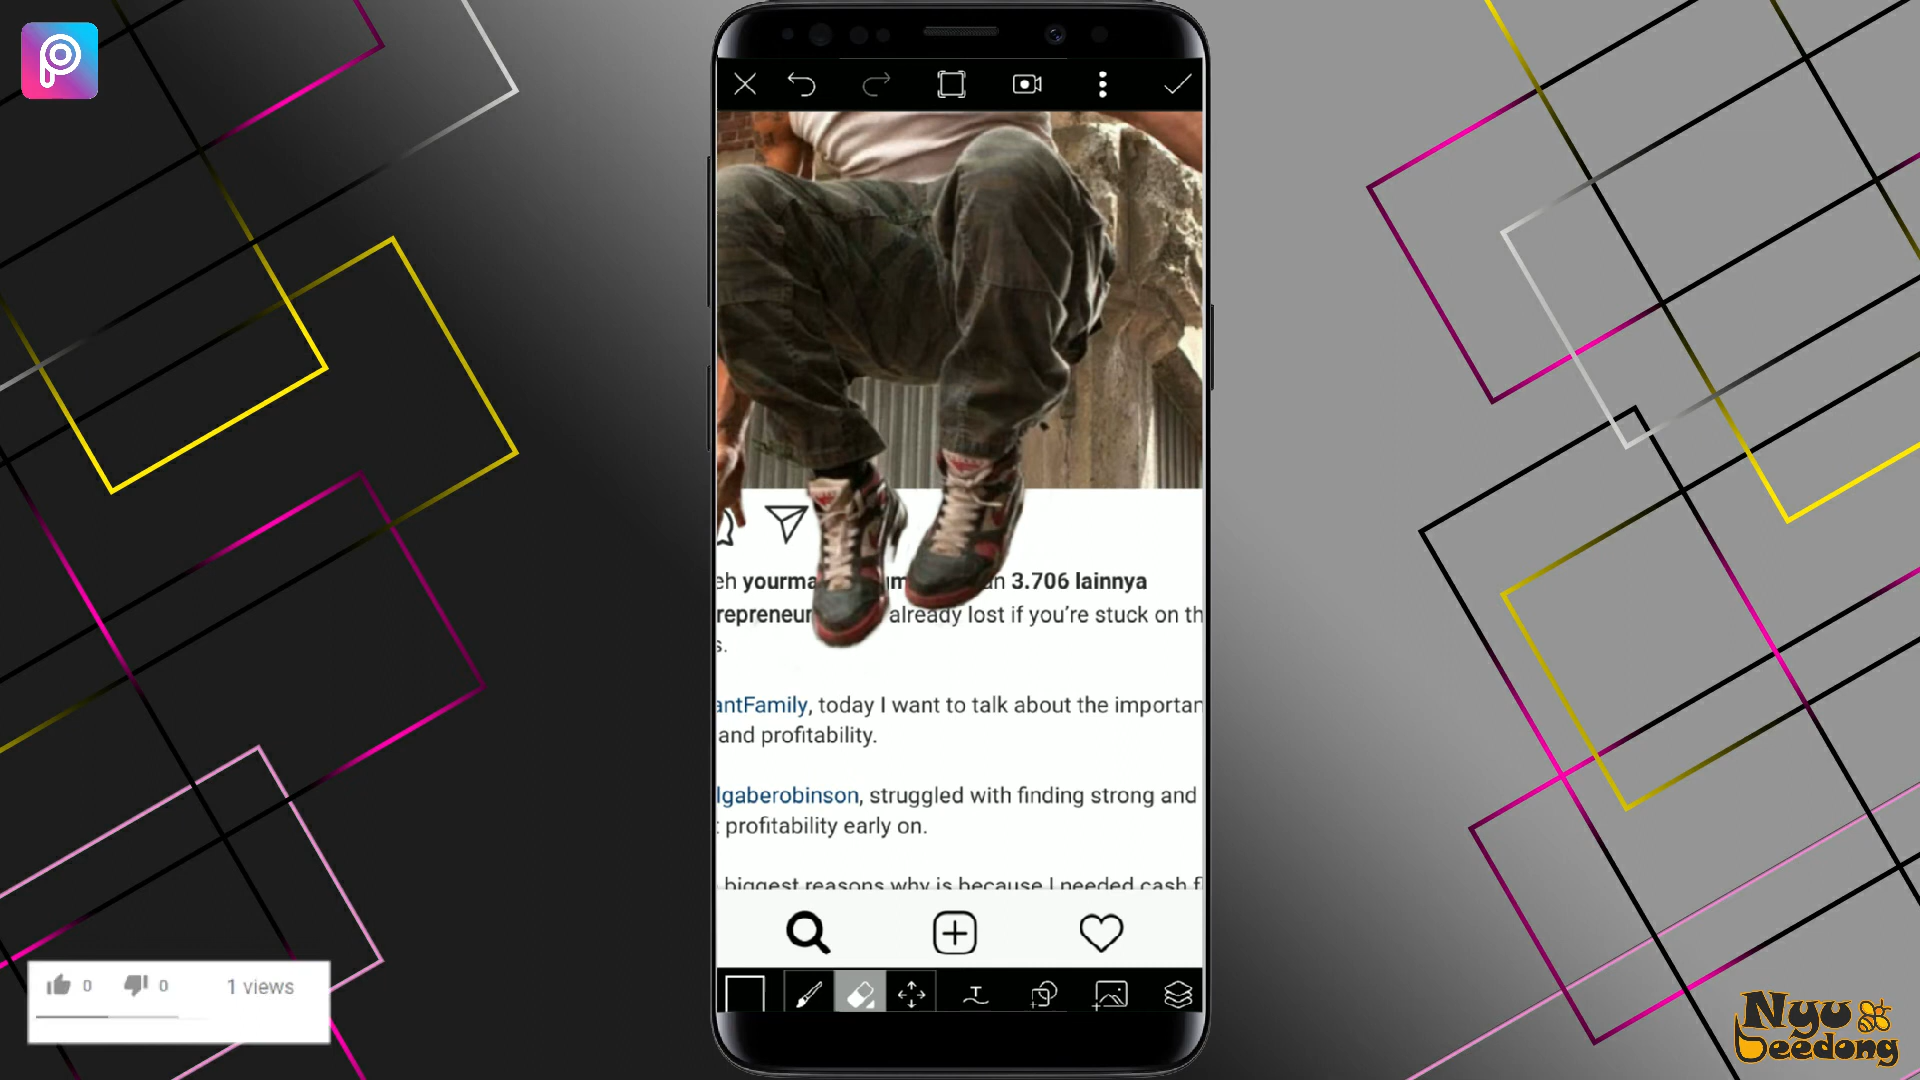 eh yourma m an 3.706 lainnya
repreneur already lost if you’re stuck on th
s.
antFamily, today I want to talk about the importan
and profitability.
lgaberobinson, struggled with finding strong and
: profitability early on.
biggest reasons why is because I needed cash f
0 0 1 views
Nyu
beedong